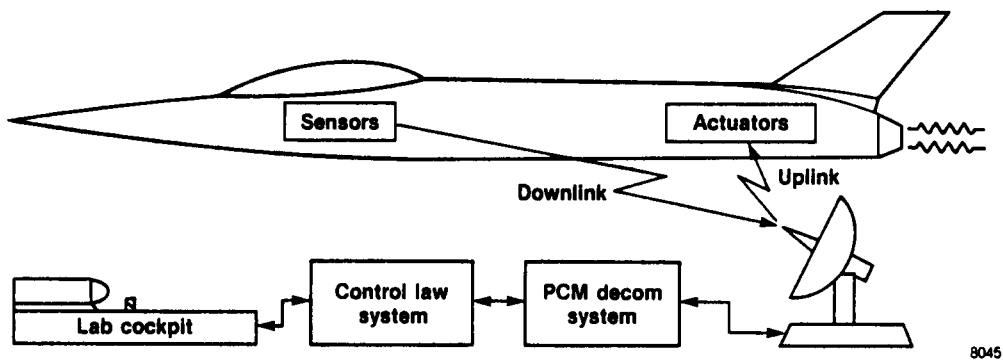 Sensors
Actuators
Downlink
Uplink
Control law
system
PCM decom
system
Lab cockpit
8045